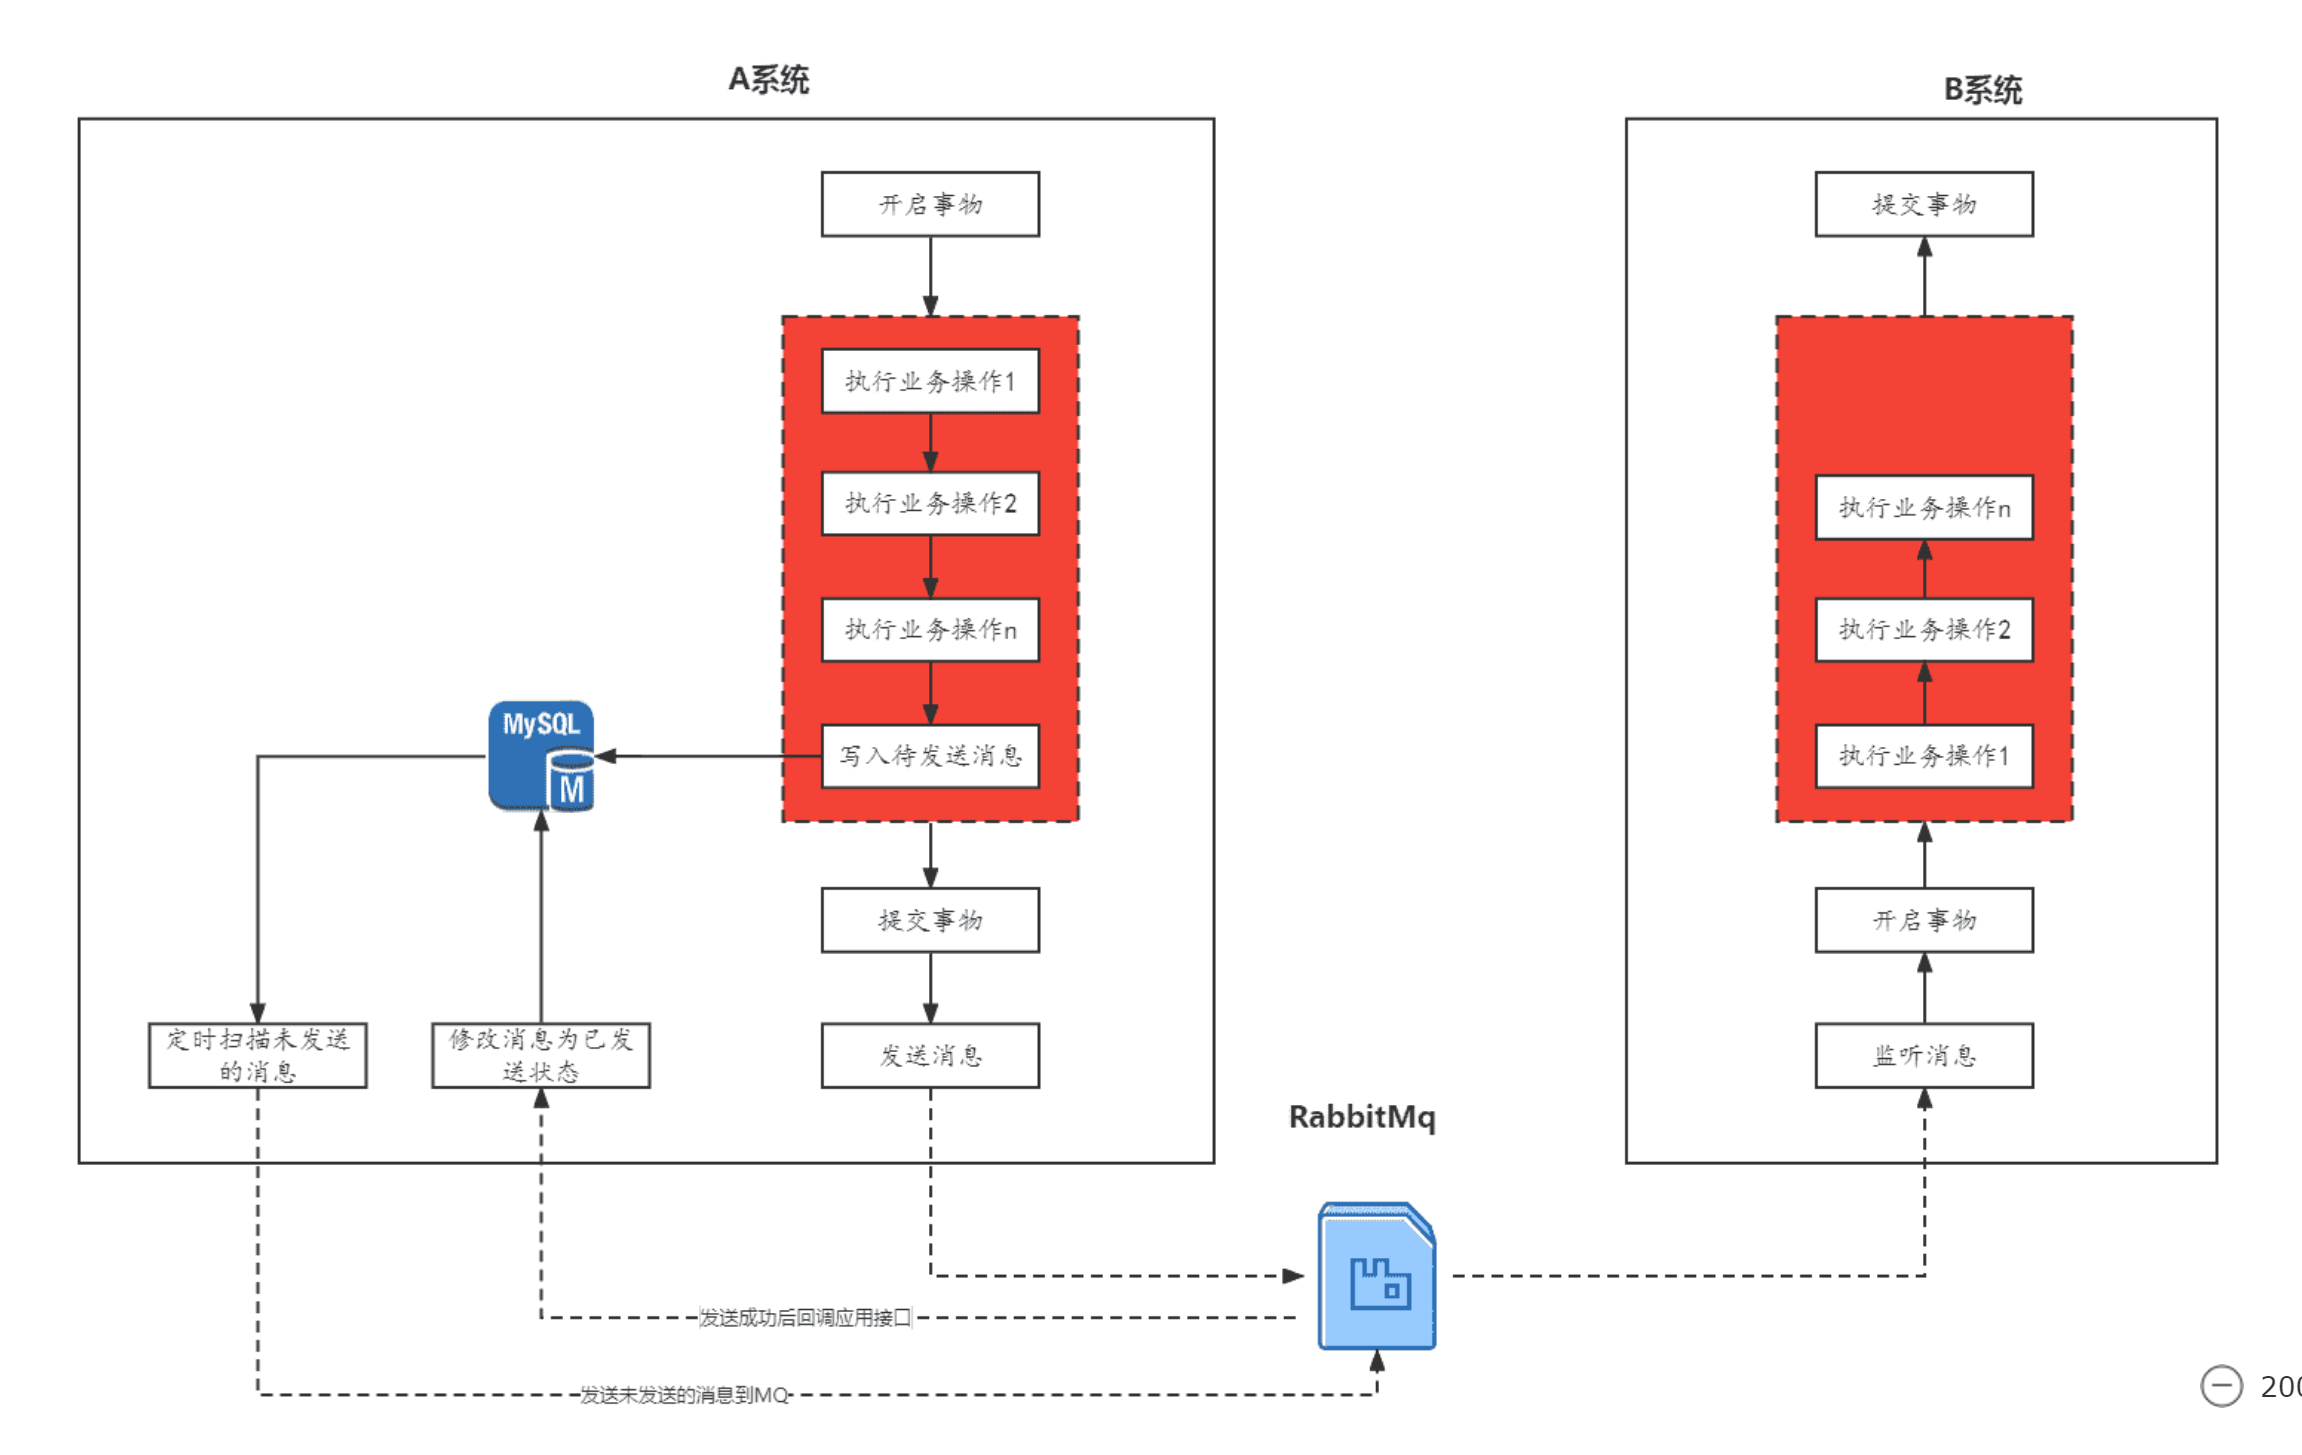 A系统
B系统
开启事物
执行业务操作1
执行业务操作2
执行业务操作n
写入待发送消息
MySQL
M
提交事物
发送消息
定时扫描未发送
的消息
修改消息为已发
送状态
RabbitMq
发送成功后回调应用接口
发送未发送的消息到MQ
提交事物
执行业务操作n
执行业务操作2
执行业务操作1
开启事物
监听消息
200